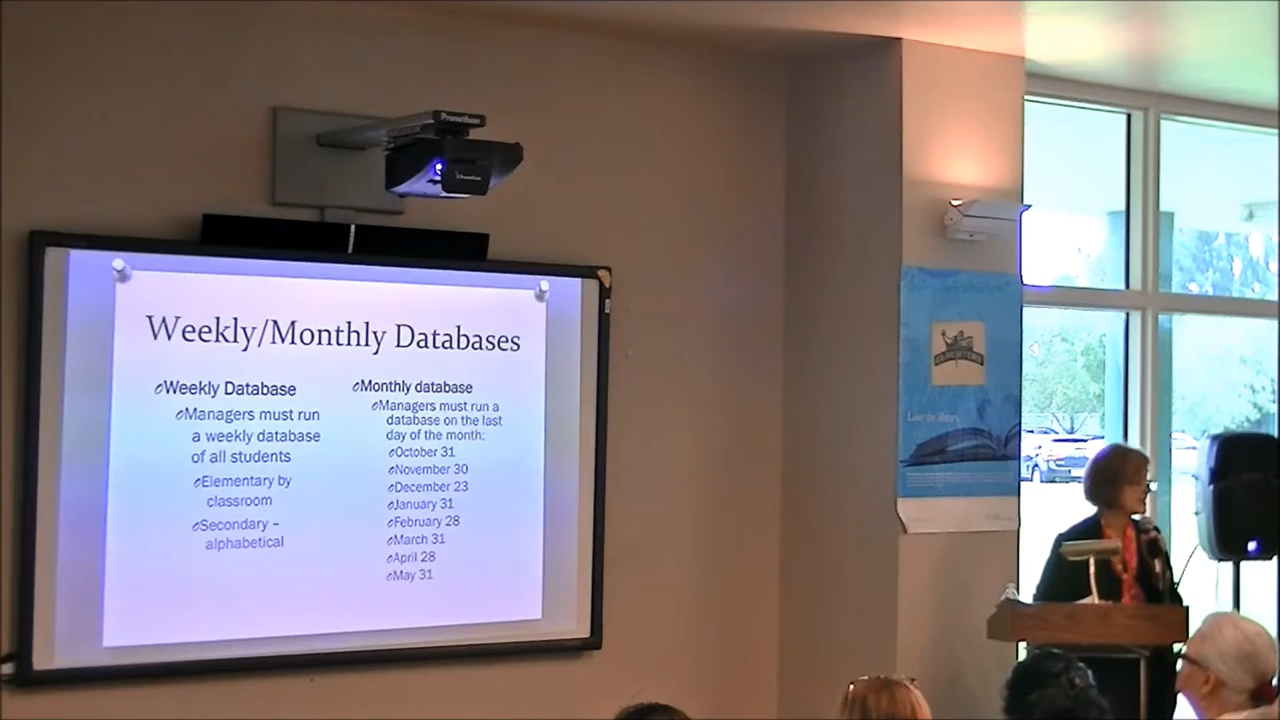 Promethean
Weekly/Monthly Databases
Weekly Database
Managers must run
a weekly database
of all students
Elementary by
classroom
Secondary –
alphabetical
Monthly database
Managers must run a
database on the last
day of the month:
October 31
November 30
December 23
January 31
February 28
March 31
April 28
May 31